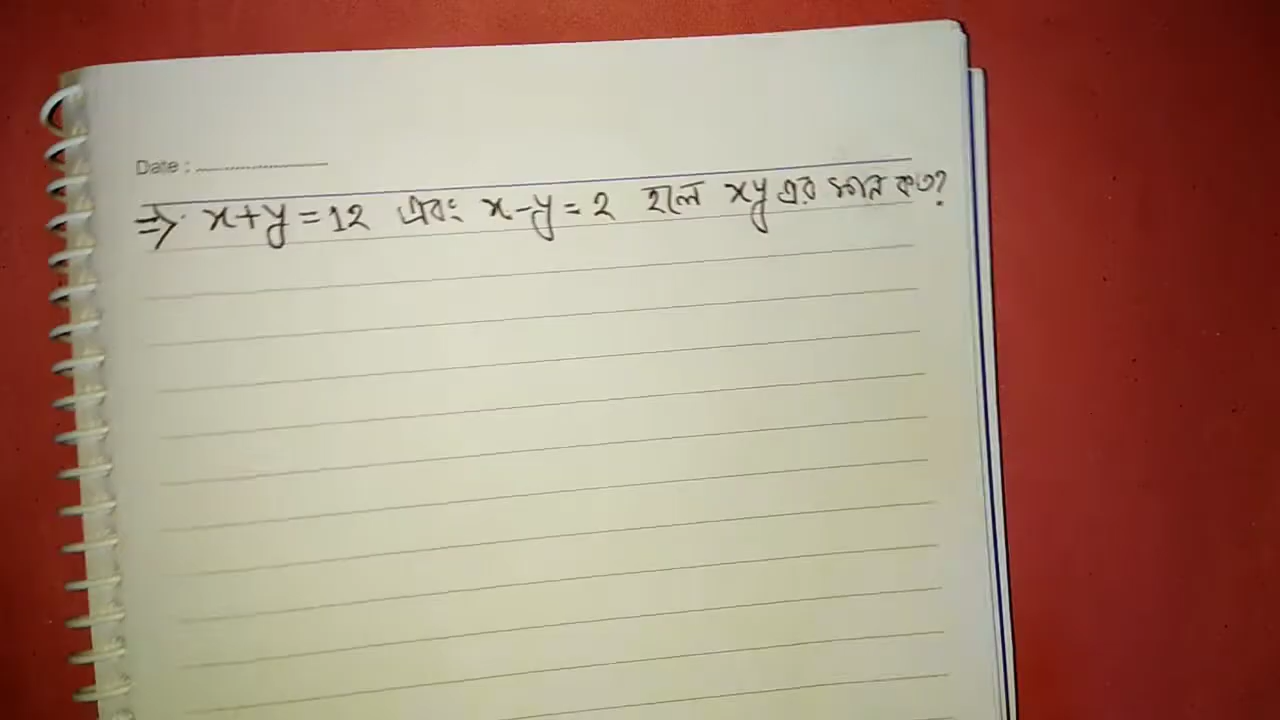 Date : ....................
⇒ x+y=12 এবং x-y=2 হলে xy এর মান কত?